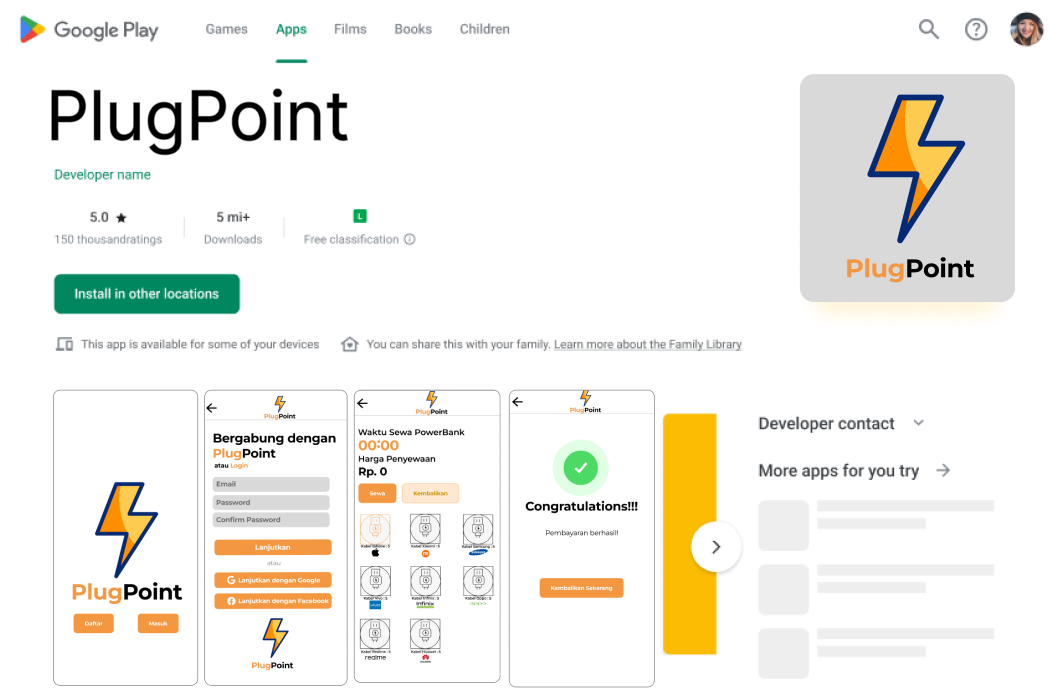 Google Play
Games
Apps
Films
Books
Children
PlugPoint
Developer name
5.0 ★
150 thousandratings
5 mi+
Downloads
L
Free classification
Install in other locations
This app is available for some of your devices
You can share this with your family. Learn more about the Family Library
PlugPoint
PlugPoint
Daftar
Masuk
PlugPoint
Bergabung dengan
PlugPoint
atau Login
Email
Password
Confirm Password
Lanjutkan
atau
Lanjutkan dengan Google
Lanjutkan dengan Facebook
PlugPoint
PlugPoint
Waktu Sewa PowerBank
00:00
Harga Penyewaan
Rp. 0
Sewa
Kembalikan
Kabel Iphone : 5
Kabel Xiaomi : 5
Kabel Samsung : 5
Kabel Vivo : 5
Kabel Infinix : 5
Kabel Oppo : 5
vivo
Infinix
oppo
Kabel Realme : 5
Kabel Huawei : 5
realme
PlugPoint
Congratulations!!!
Pembayaran berhasil!
Kembalikan Sekarang
Developer contact
More apps for you try